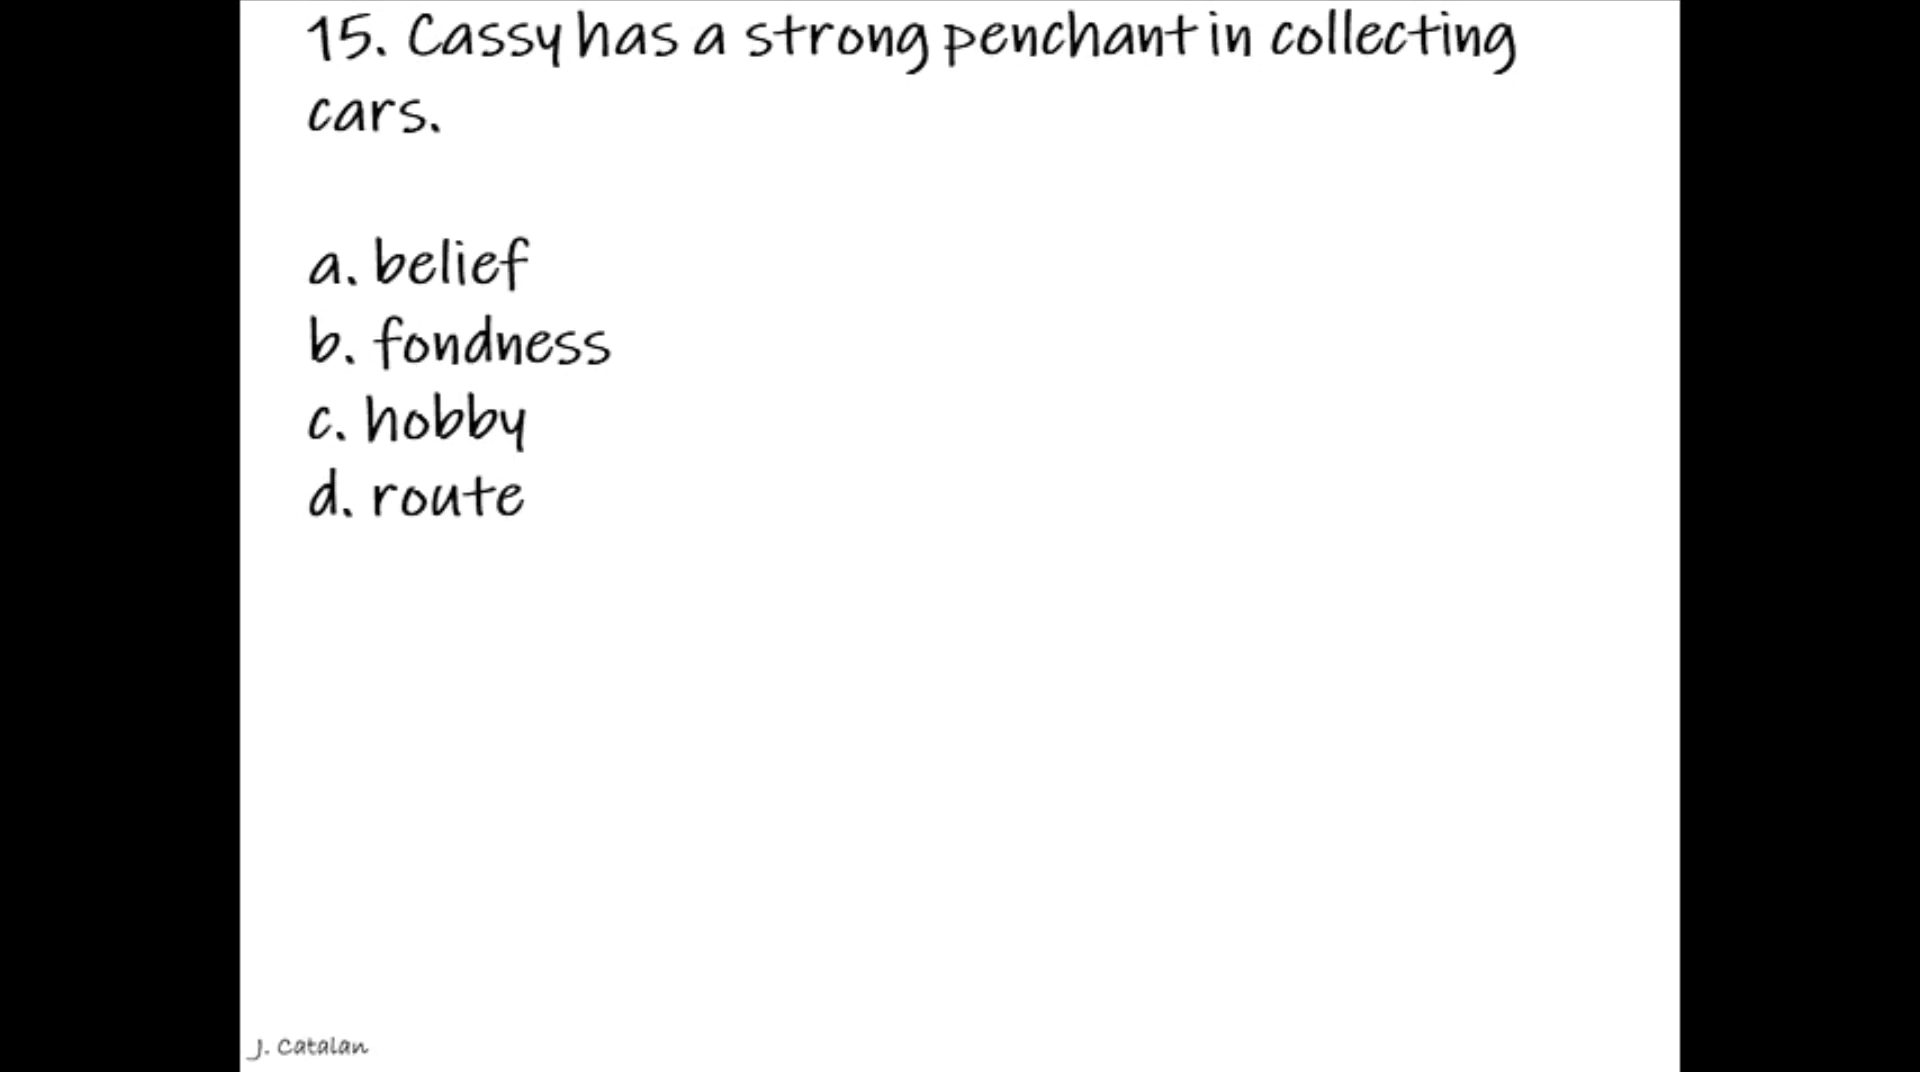 15. Cassy has a strong penchant in collecting
cars.
a. belief
b. fondness
c. hobby
d. route
J. Catalan